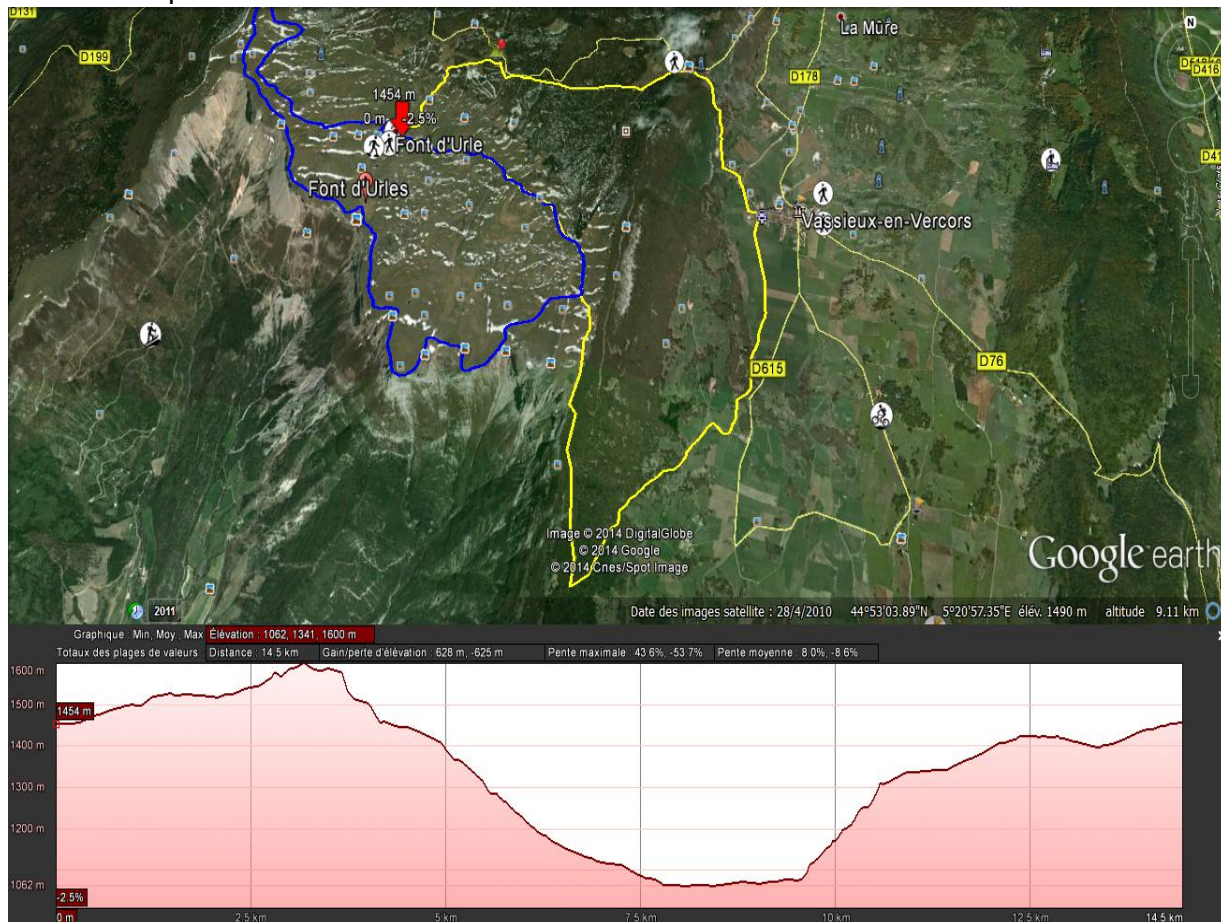 D131
D199
La Mûre
N
D178
D416
D41
1454 m
0 m -2.5%
Font d'Urle
Font d'Urles
Vassieux-en-Vercors
D615
D76
Image © 2014 DigitalGlobe
© 2014 Google
© 2014 Cnes/Spot Image
Google earth
2011
Date des images satellite : 28/4/2010 44°53'03.89"N 5°20'57.35"E élév. 1490 m altitude 9.11 km
Graphique : Min, Moy., Max Élévation : 1062, 1341, 1600 m
Totaux des plages de valeurs Distance : 14.5 km Gain/perte d'élévation : 628 m, -625 m Pente maximale : 43.6%, -53.7% Pente moyenne : 8.0%, -8.6%
1600 m
1500 m
1454 m
1400 m
1300 m
1200 m
1062 m
-2.5%
0 m 2.5 km 5 km 7.5 km 10 km 12.5 km 14.5 km